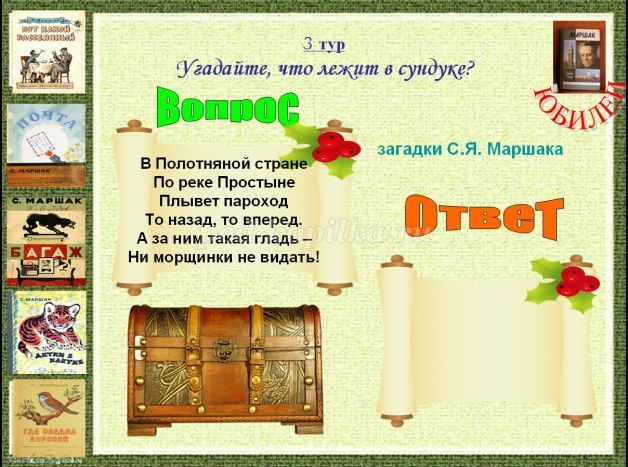 3 тур
Угадайте, что лежит в сундуке?
Вопрос
В Полотняной стране
По реке Простыне
Плывет пароход
То назад, то вперед.
А за ним такая гладь –
Ни морщинки не видать!
загадки С.Я. Маршака
Ответ
МАРШАК
ЮБИЛЕЙ
ВОТ КАКОЙ
РАССЕЯННЫЙ
ПОЧТА
С. МАРШАК
С. МАРШАК
БАГАЖ
С. МАРШАК
ДЕТКИ В
КЛЕТКЕ
С. МАРШАК
ГДЕ ОБЕДАЛ
ВОРОБЕЙ